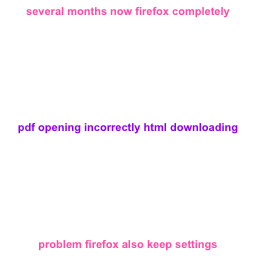 several months now firefox completely
pdf opening incorrectly html downloading
problem firefox also keep settings